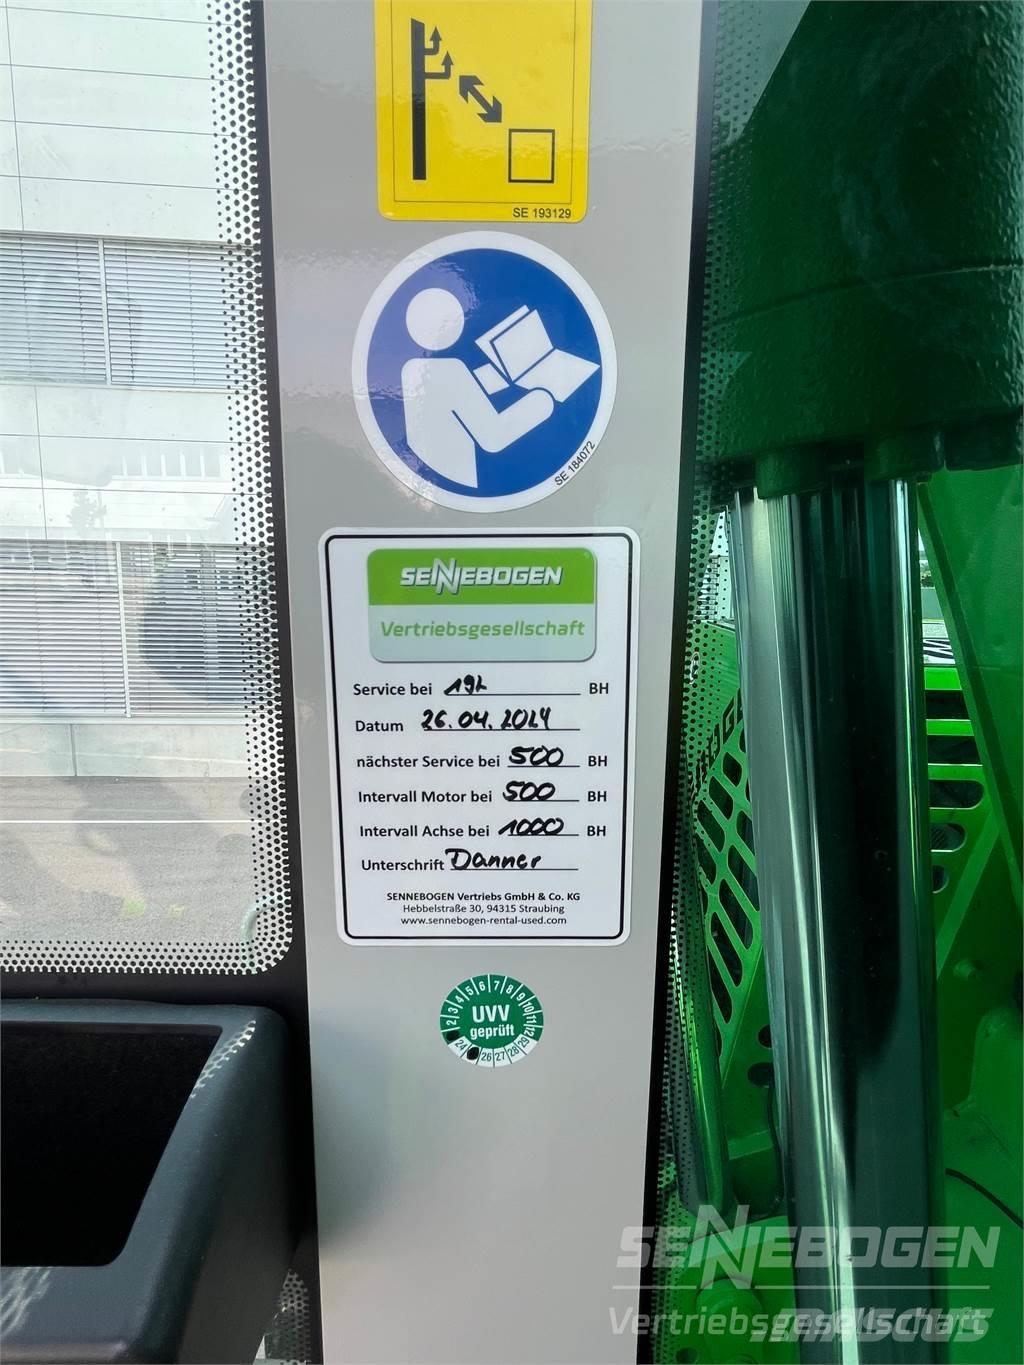 SE 193129
SE 184072
SENNEBOGEN
Vertriebsgesellschaft
Service bei 192 BH
Datum 26.04.2024
nächster Service bei 500 BH
Intervall Motor bei 500 BH
Intervall Achse bei 1000 BH
Unterschrift Danner
SENNEBOGEN Vertriebs GmbH & Co. KG
Hebbelstraße 30, 94315 Straubing
www.sennebogen-rental-used.com
2 3 4 5 6 7 8 9 10 11 12
UVV
geprüft
24 26 27 28 29
SENNEBOGEN
Vertriebsgesellschaft
mascus